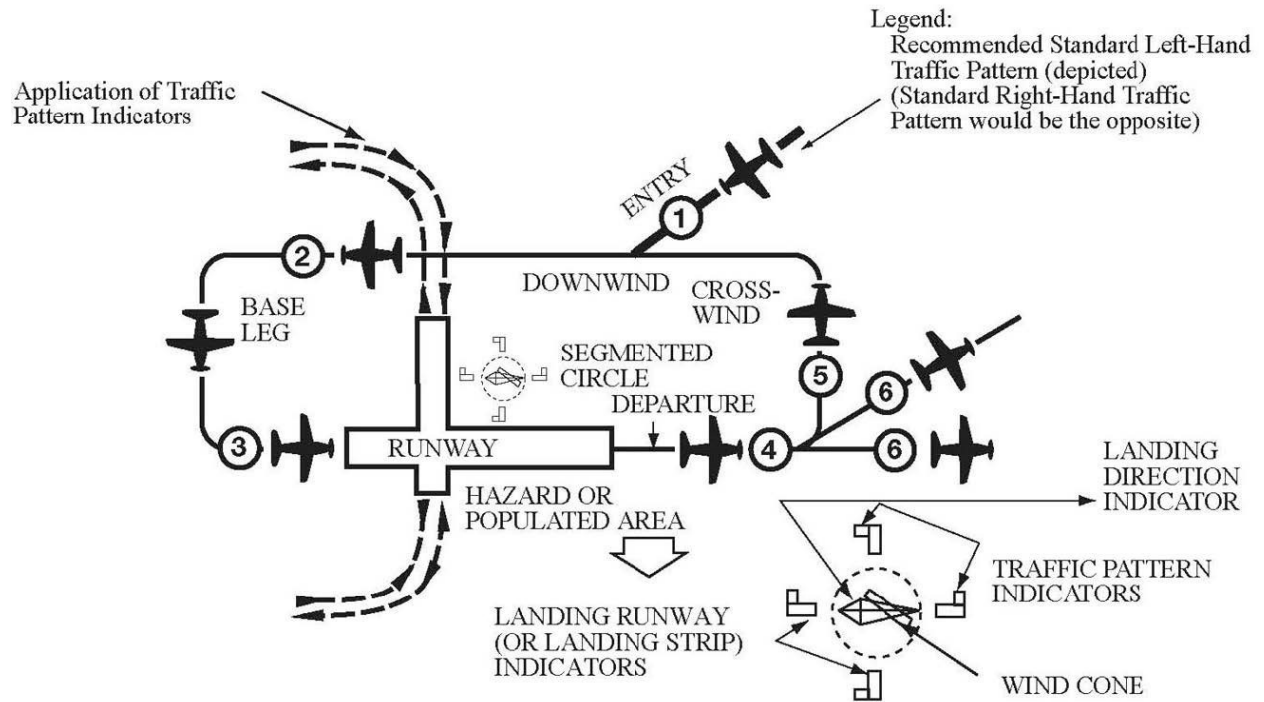 Legend:
Recommended Standard Left-Hand
Traffic Pattern (depicted)
(Standard Right-Hand Traffic
Pattern would be the opposite)
Application of Traffic
Pattern Indicators
ENTRY
1
2
DOWNWIND
CROSS-
WIND
BASE
LEG
SEGMENTED
CIRCLE
5
6
DEPARTURE
3
RUNWAY
4
6
HAZARD OR
POPULATED AREA
LANDING
DIRECTION
INDICATOR
TRAFFIC PATTERN
INDICATORS
LANDING RUNWAY
(OR LANDING STRIP)
INDICATORS
WIND CONE